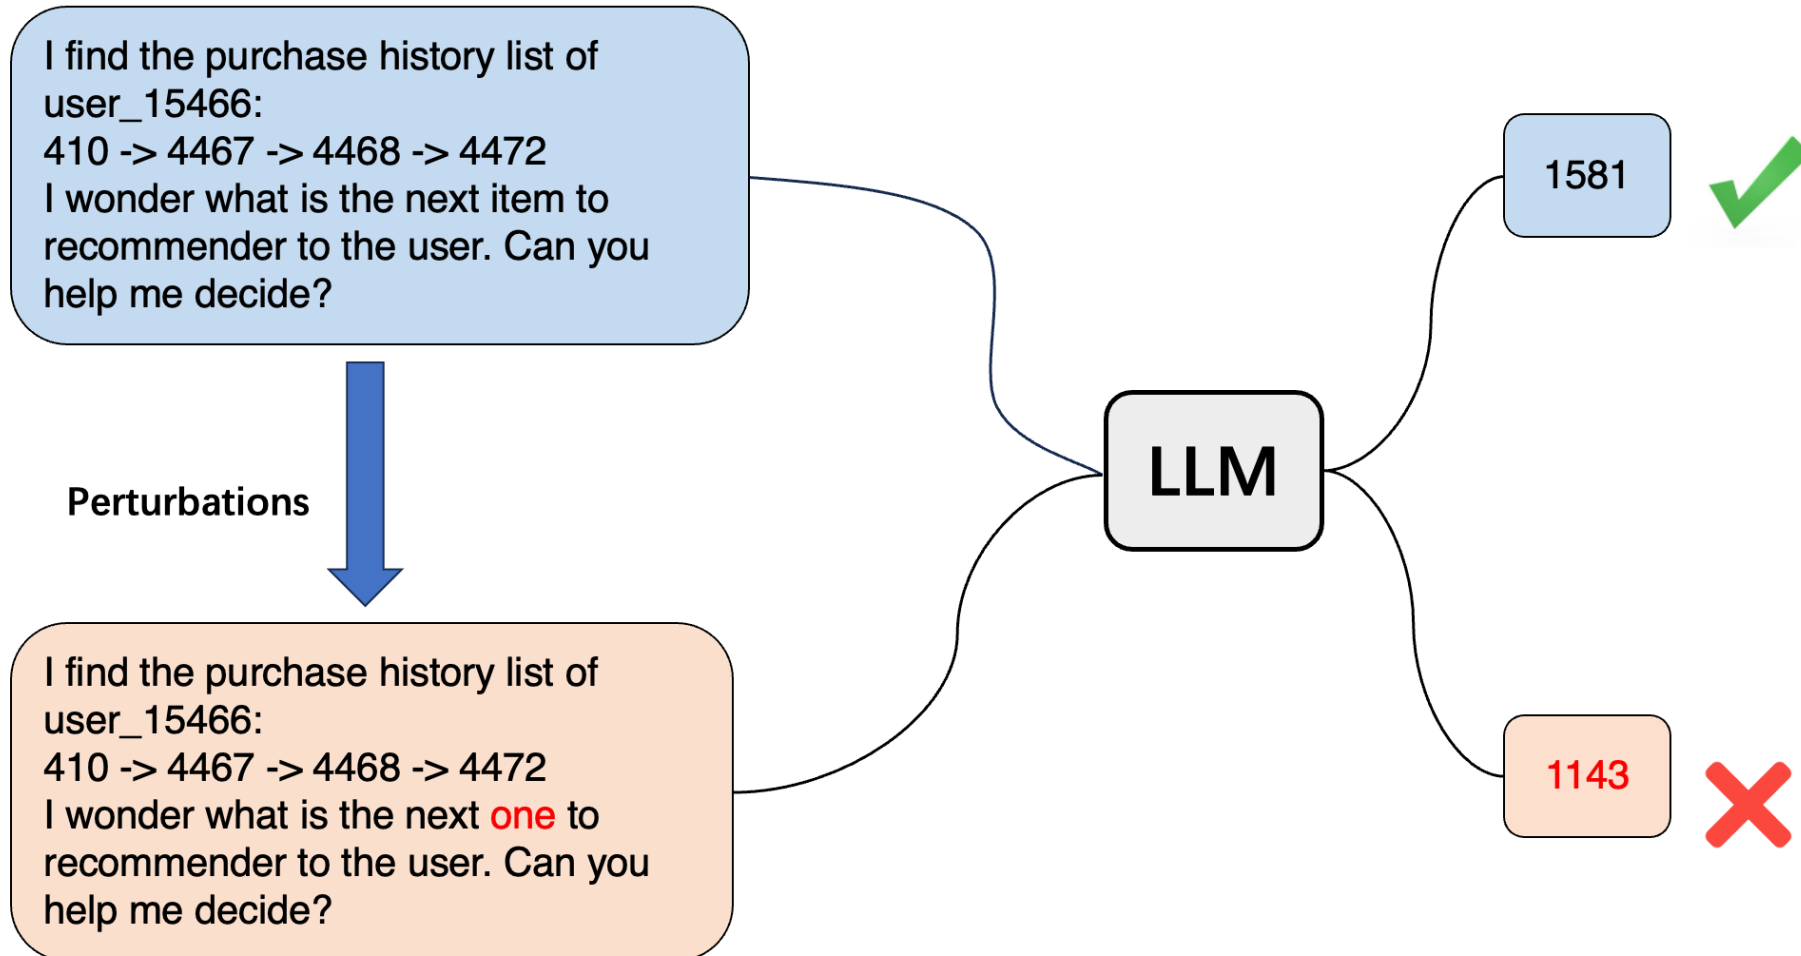 I find the purchase history list of
user_15466:
410 -> 4467 -> 4468 -> 4472
I wonder what is the next item to
recommender to the user. Can you
help me decide?
Perturbations
I find the purchase history list of
user_15466:
410 -> 4467 -> 4468 -> 4472
I wonder what is the next one to
recommender to the user. Can you
help me decide?
LLM
1581
1143